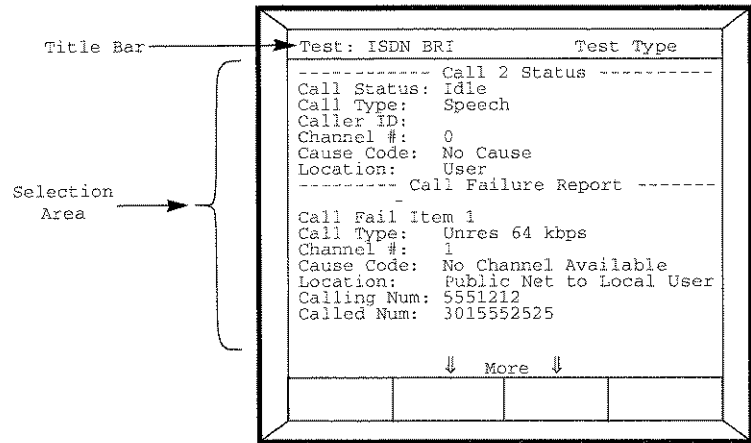 Title Bar
Test: ISDN BRI Test Type
------------ Call 2 Status ----------
Call Status: Idle
Call Type: Speech
Caller ID:
Channel #: 0
Cause Code: No Cause
Location: User
--------- Call Failure Report -------
Selection
Area
Call Fail Item 1
Call Type: Unres 64 kbps
Channel #: 1
Cause Code: No Channel Available
Location: Public Net to Local User
Calling Num: 5551212
Called Num: 3015552525
⇓ More ⇓